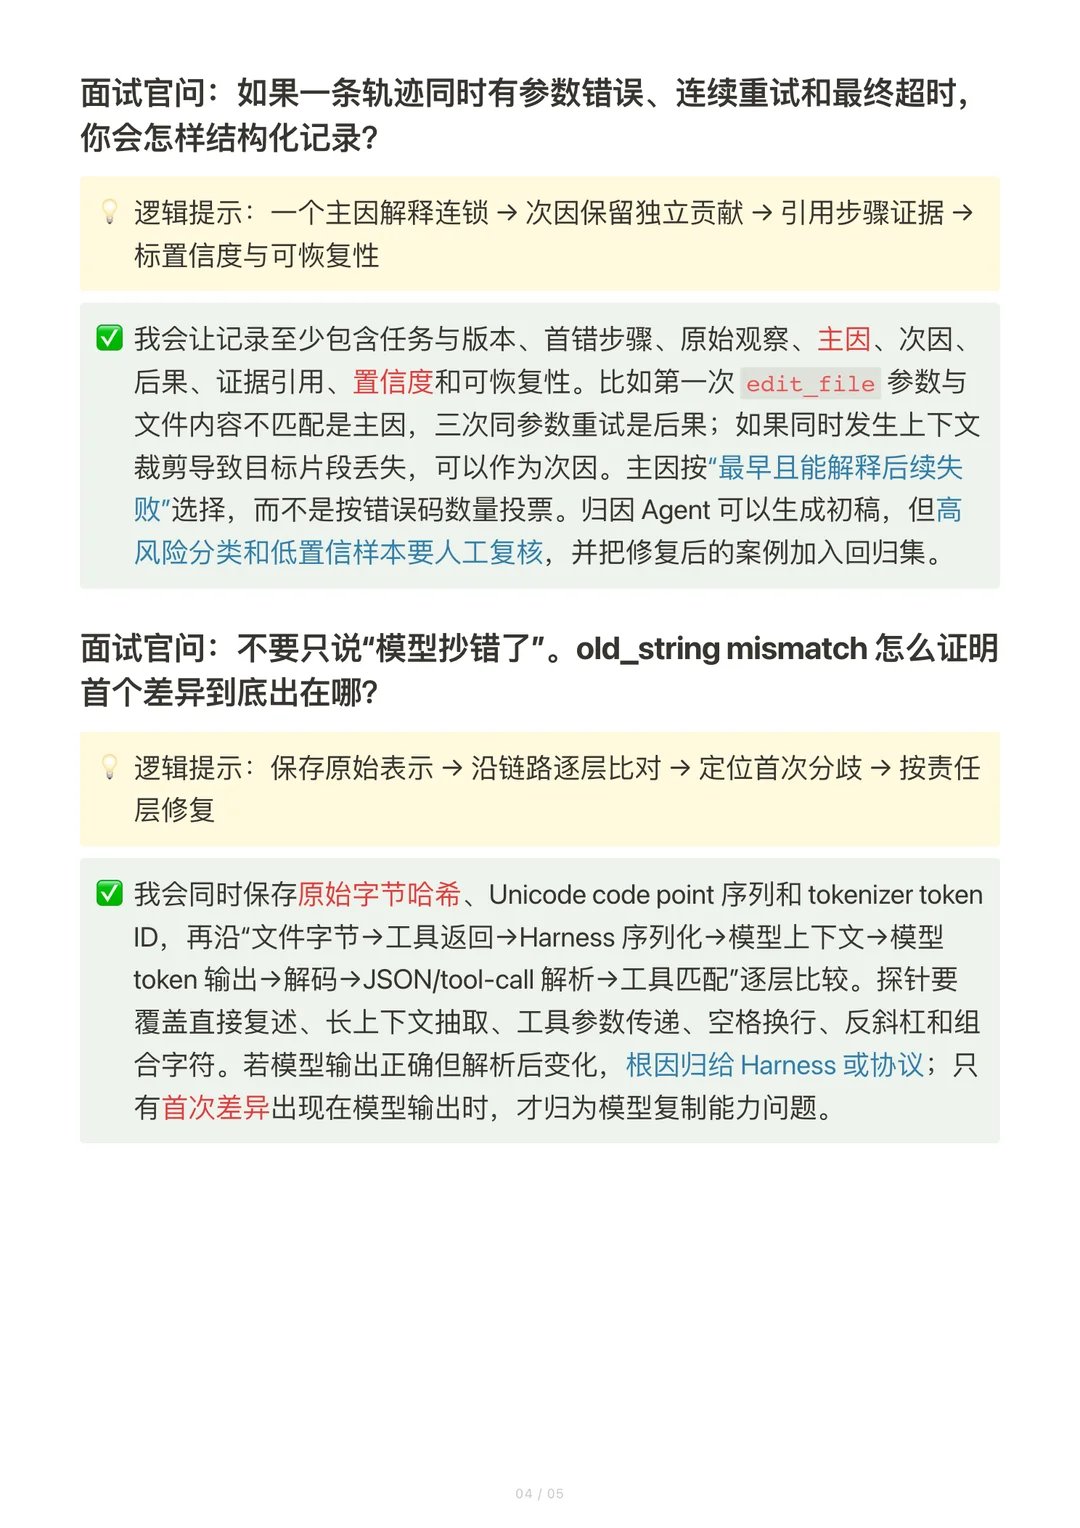 面试官问：如果一条轨迹同时有参数错误、连续重试和最终超时，
你会怎样结构化记录?
逻辑提示：一个主因解释连锁 → 次因保留独立贡献 → 引用步骤证据 →
标置信度与可恢复性
我会让记录至少包含任务与版本、首错步骤、原始观察、主因、次因、
后果、证据引用、置信度和可恢复性。比如第一次 edit_file 参数与
文件内容不匹配是主因，三次同参数重试是后果；如果同时发生上下文
裁剪导致目标片段丢失，可以作为次因。主因按“最早且能解释后续失
败”选择，而不是按错误码数量投票。归因 Agent 可以生成初稿，但高
风险分类和低置信样本要人工复核，并把修复后的案例加入回归集。
面试官问：不要只说“模型抄错了”。old_string mismatch 怎么证明
首个差异到底出在哪?
逻辑提示：保存原始表示 → 沿链路逐层比对 → 定位首次分歧 → 按责任
层修复
我会同时保存原始字节哈希、Unicode code point 序列和 tokenizer token
ID，再沿“文件字节→工具返回→Harness 序列化→模型上下文→模型
token 输出→解码→JSON/tool-call 解析→工具匹配”逐层比较。探针要
覆盖直接复述、长上下文抽取、工具参数传递、空格换行、反斜杠和组
合字符。若模型输出正确但解析后变化，根因归给 Harness 或协议；只
有首次差异出现在模型输出时，才归为模型复制能力问题。
04 / 05